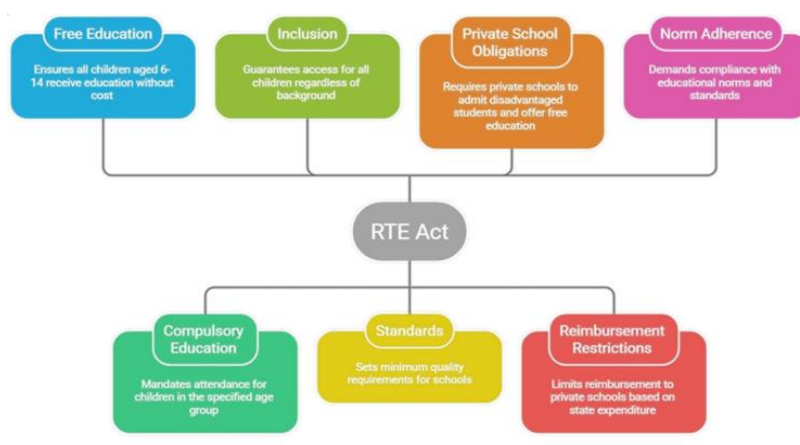 Free Education
Ensures all children aged 6-
14 receive education without
cost
Inclusion
Guarantees access for all
children regardless of
background
Private School
Obligations
Requires private schools to
admit disadvantaged
students and offer free
education
Norm Adherence
Demands compliance with
educational norms and
standards
RTE Act
Compulsory
Education
Mandates attendance for
children in the specified age
group
Standards
Sets minimum quality
requirements for schools
Reimbursement
Restrictions
Limits reimbursement to
private schools based on
state expenditure